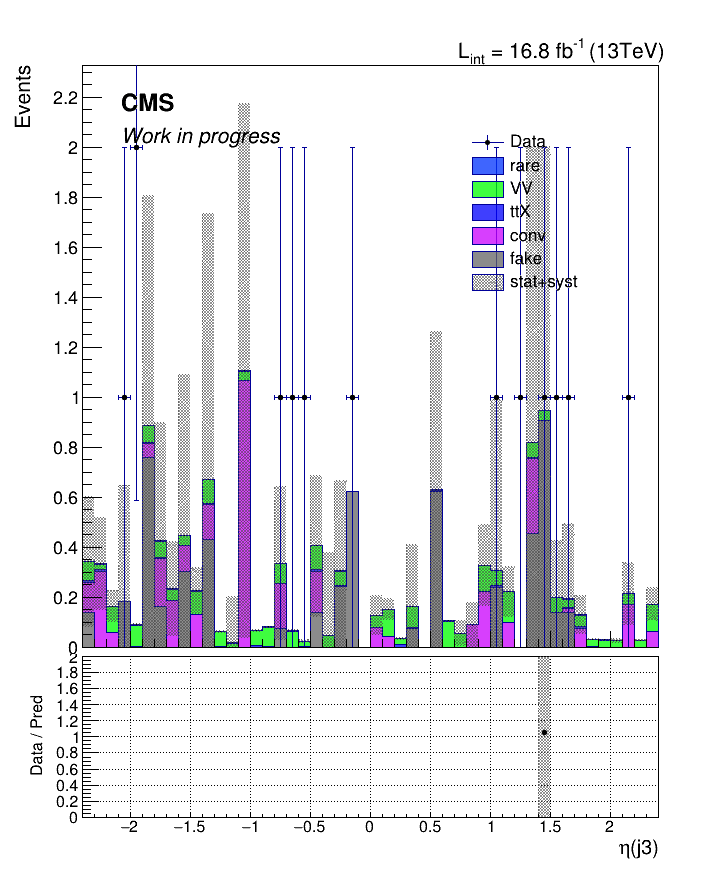 L_int = 16.8 fb^-1 (13TeV)
Events
CMS
Work in progress
Data
rare
VV
ttX
conv
fake
stat+syst
2.2
2
1.8
1.6
1.4
1.2
1
0.8
0.6
0.4
0.2
0
Data / Pred
2
1.8
1.6
1.4
1.2
1
0.8
0.6
0.4
0.2
0
−2 −1.5 −1 −0.5 0 0.5 1 1.5 2
η(j3)